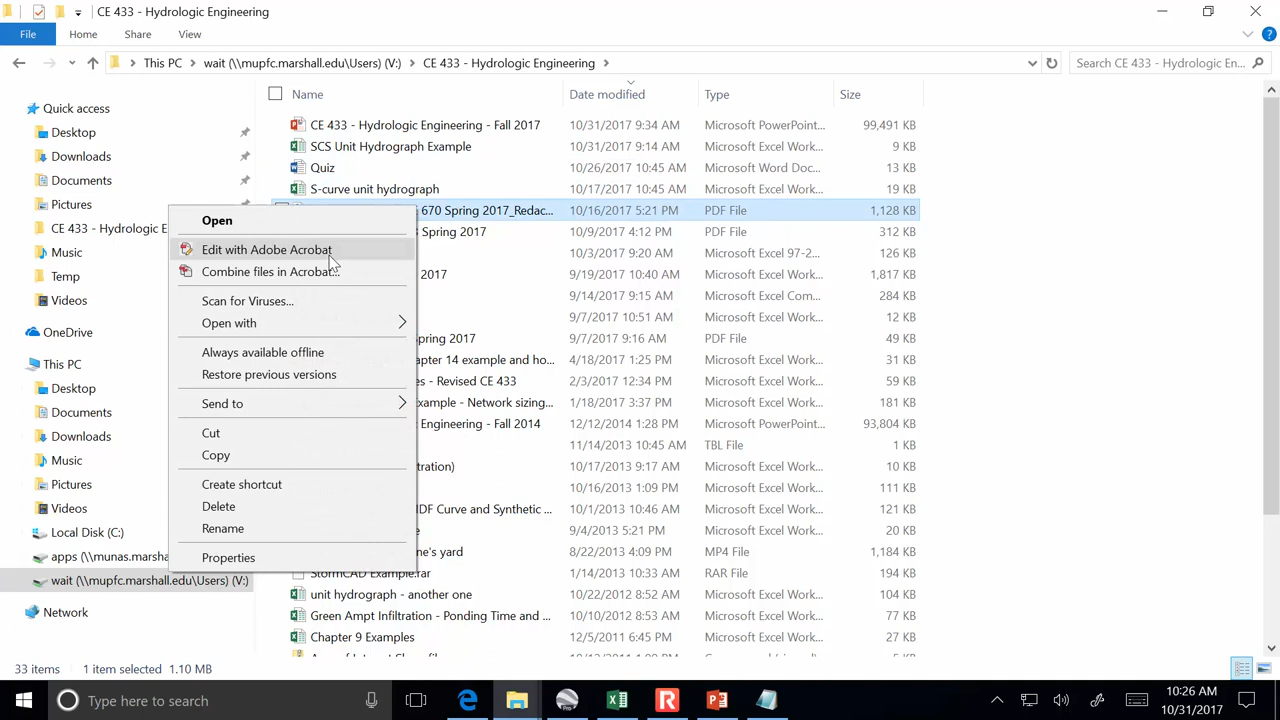 CE 433 - Hydrologic Engineering
File
Home
Share
View
This PC
wait (\\mupfc.marshall.edu\Users) (V:)
CE 433 - Hydrologic Engineering
Search CE 433 - Hydrologic En...
Quick access
Desktop
Downloads
Documents
Pictures
CE 433 - Hydrologic E
Music
Temp
Videos
OneDrive
This PC
Desktop
Documents
Downloads
Music
Pictures
Videos
Local Disk (C:)
apps (\\munas.marsha
wait (\\mupfc.marshall.edu\Users) (V:)
Network
Name Date modified Type Size
CE 433 - Hydrologic Engineering - Fall 2017 10/31/2017 9:34 AM Microsoft PowerPoint... 99,491 KB
SCS Unit Hydrograph Example 10/31/2017 9:14 AM Microsoft Excel Work... 9 KB
Quiz 10/26/2017 10:45 AM Microsoft Word Doc... 13 KB
S-curve unit hydrograph 10/17/2017 10:45 AM Microsoft Excel Work... 19 KB
670 Spring 2017_Redac... 10/16/2017 5:21 PM PDF File 1,128 KB
Spring 2017 10/9/2017 4:12 PM PDF File 312 KB
10/3/2017 9:20 AM Microsoft Excel 97-2... 26 KB
2017 9/19/2017 10:40 AM Microsoft Excel Work... 1,817 KB
9/14/2017 9:15 AM Microsoft Excel Com... 284 KB
9/7/2017 10:51 AM Microsoft Excel Work... 12 KB
pring 2017 9/7/2017 9:16 AM PDF File 49 KB
apter 14 example and ho... 4/18/2017 1:25 PM Microsoft Excel Work... 31 KB
es - Revised CE 433 2/3/2017 12:34 PM Microsoft Excel Work... 59 KB
xample - Network sizing... 1/18/2017 3:37 PM Microsoft Excel Work... 181 KB
Engineering - Fall 2014 12/12/2014 1:28 PM Microsoft PowerPoint... 93,804 KB
11/14/2013 10:45 AM TBL File 1 KB
tration) 10/17/2013 9:17 AM Microsoft Excel Work... 10 KB
10/16/2013 1:09 PM Microsoft Excel Work... 111 KB
IDF Curve and Synthetic ... 10/1/2013 10:46 AM Microsoft Excel Work... 121 KB
e 9/4/2013 5:21 PM Microsoft Excel Work... 20 KB
ne's yard 8/22/2013 4:09 PM MP4 File 1,184 KB
StormCAD Example.rar 1/14/2013 10:33 AM RAR File 194 KB
unit hydrograph - another one 10/22/2012 8:52 AM Microsoft Excel Work... 104 KB
Green Ampt Infiltration - Ponding Time and ... 10/10/2012 8:53 AM Microsoft Excel Work... 77 KB
Chapter 9 Examples 12/5/2011 6:45 PM Microsoft Excel Work... 27 KB
Open
Edit with Adobe Acrobat
Combine files in Acrobat...
Scan for Viruses...
Open with
Always available offline
Restore previous versions
Send to
Cut
Copy
Create shortcut
Delete
Rename
Properties
33 items 1 item selected 1.10 MB
Type here to search
10:26 AM
10/31/2017